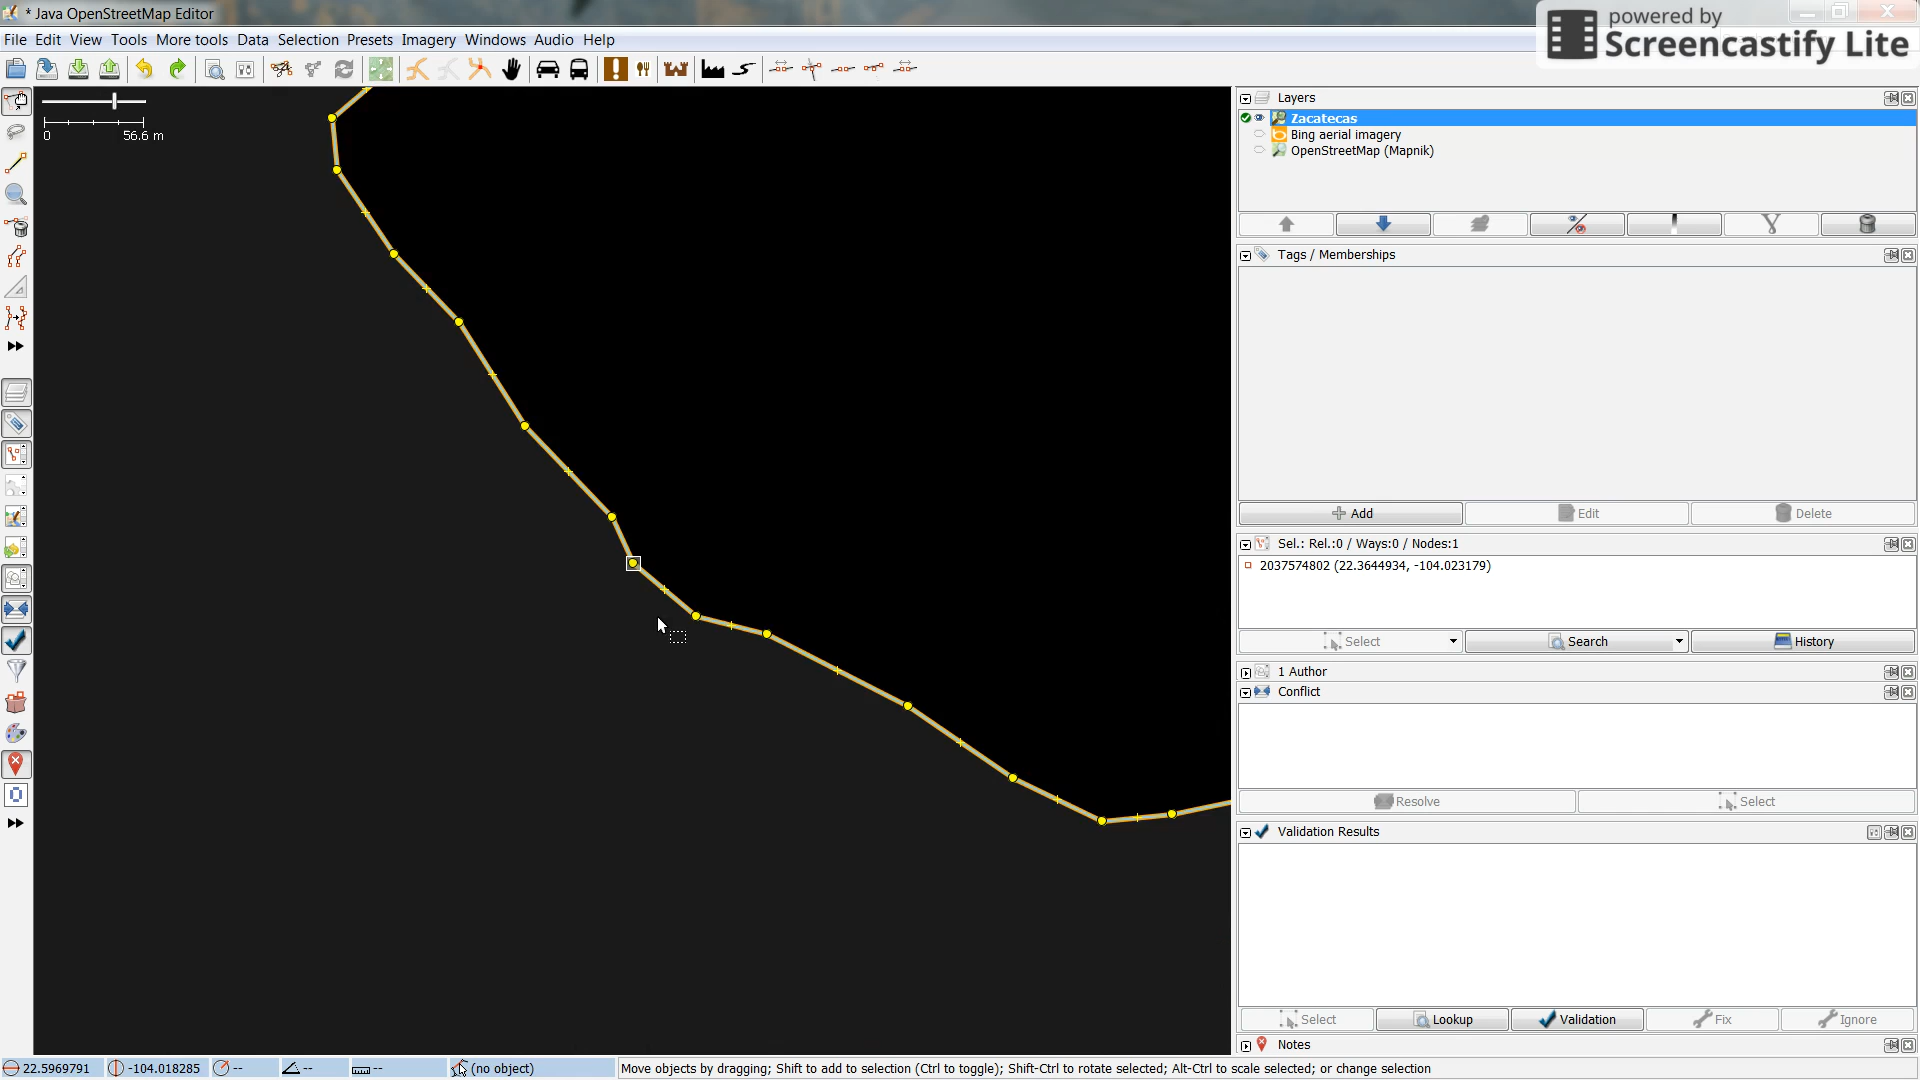 * Java OpenStreetMap Editor
powered by
Screencastify Lite
File Edit View Tools More tools Data Selection Presets Imagery Windows Audio Help
0 56.6 m
Layers
Zacatecas
Bing aerial imagery
OpenStreetMap (Mapnik)
Tags / Memberships
Add Edit Delete
Sel.: Rel.:0 / Ways:0 / Nodes:1
2037574802 (22.3644934, -104.023179)
Select Search History
1 Author
Conflict
Resolve Select
Validation Results
Select Lookup Validation Fix Ignore
Notes
22.5969791 -104.018285 -- -- -- (no object) Move objects by dragging; Shift to add to selection (Ctrl to toggle); Shift-Ctrl to rotate selected; Alt-Ctrl to scale selected; or change selection